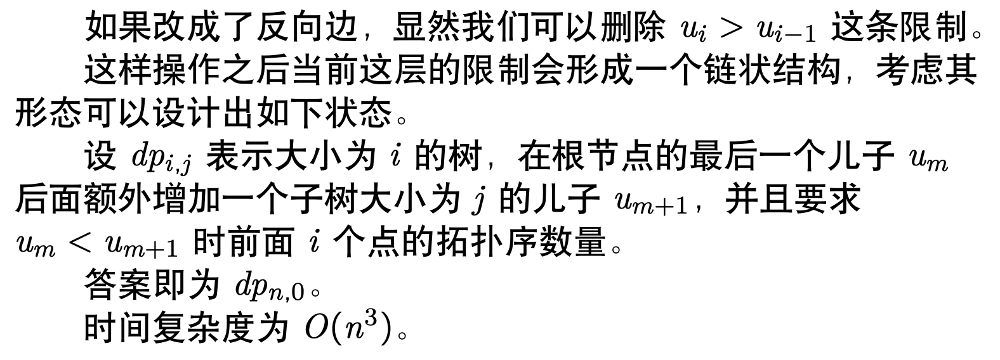 如果改成了反向边，显然我们可以删除 $u_i > u_{i-1}$ 这条限制。
这样操作之后当前这层的限制会形成一个链状结构，考虑其
形态可以设计出如下状态。
设 $dp_{i,j}$ 表示大小为 $i$ 的树，在根节点的最后一个儿子 $u_m$
后面额外增加一个子树大小为 $j$ 的儿子 $u_{m+1}$，并且要求
$u_m < u_{m+1}$ 时前面 $i$ 个点的拓扑序数量。
答案即为 $dp_{n,0}$。
时间复杂度为 $O(n^3)$。